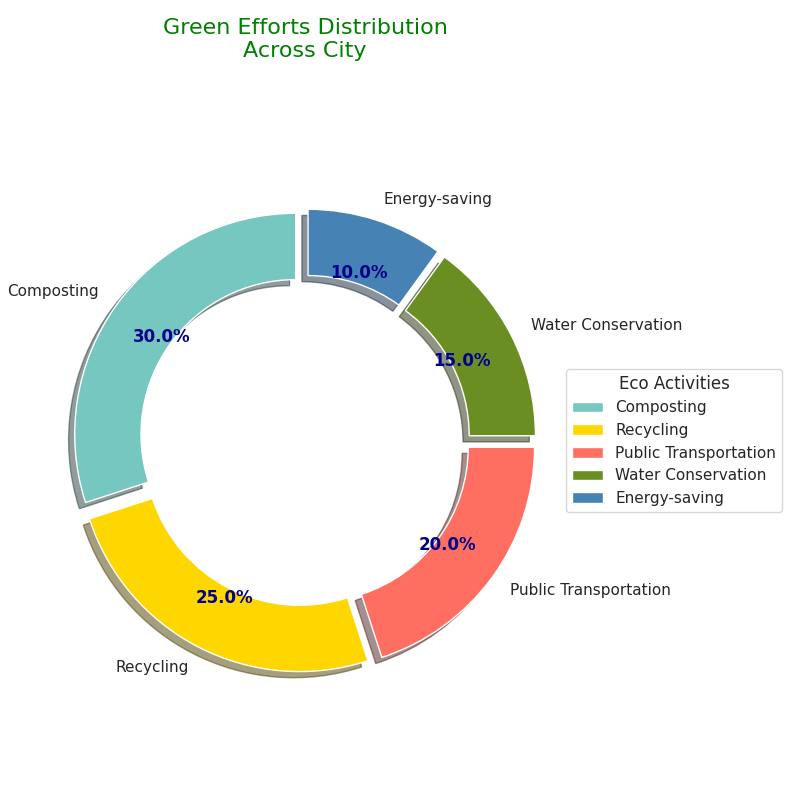 Green Efforts Distribution
Across City
Energy-saving
10.0%
Composting
30.0%
Water Conservation
15.0%
Eco Activities
Composting
Recycling
Public Transportation
Water Conservation
Energy-saving
20.0%
Public Transportation
25.0%
Recycling